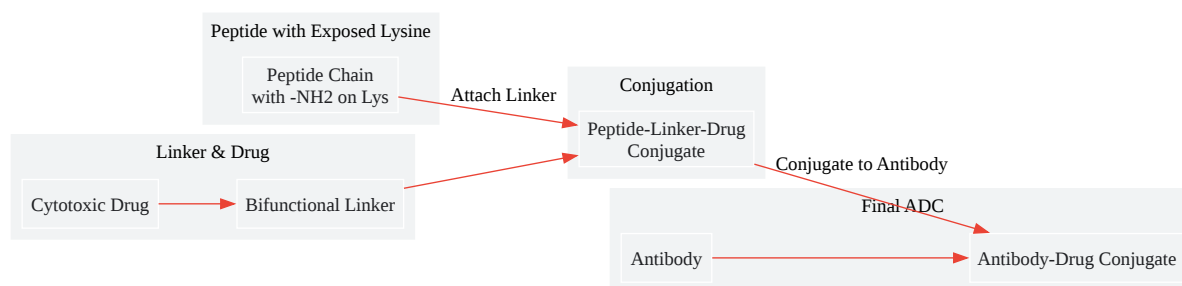 Peptide with Exposed Lysine
Peptide Chain
with -NH2 on Lys
Attach Linker
Conjugation
Peptide-Linker-Drug
Conjugate
Linker & Drug
Cytotoxic Drug
Bifunctional Linker
Conjugate to Antibody
Final ADC
Antibody
Antibody-Drug Conjugate